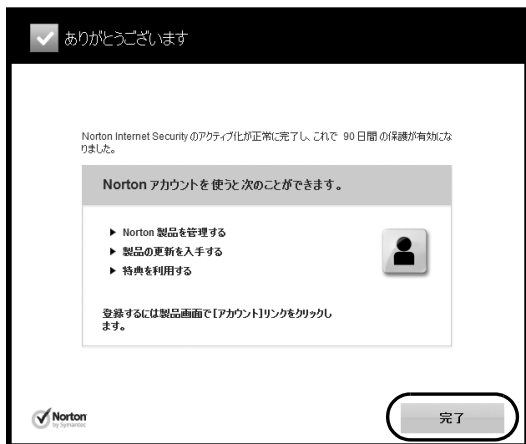 ありがとうございます
Norton Internet Security のアクティブ化が正常に完了し、これで 90 日間 の保護が有効にな
りました。
Norton アカウントを使うと次のことができます。
▶ Norton 製品を管理する
▶ 製品の更新を入手する
▶ 特典を利用する
登録するには製品画面で [アカウント] リンクをクリックし
ます。
Norton
by Symantec
完了